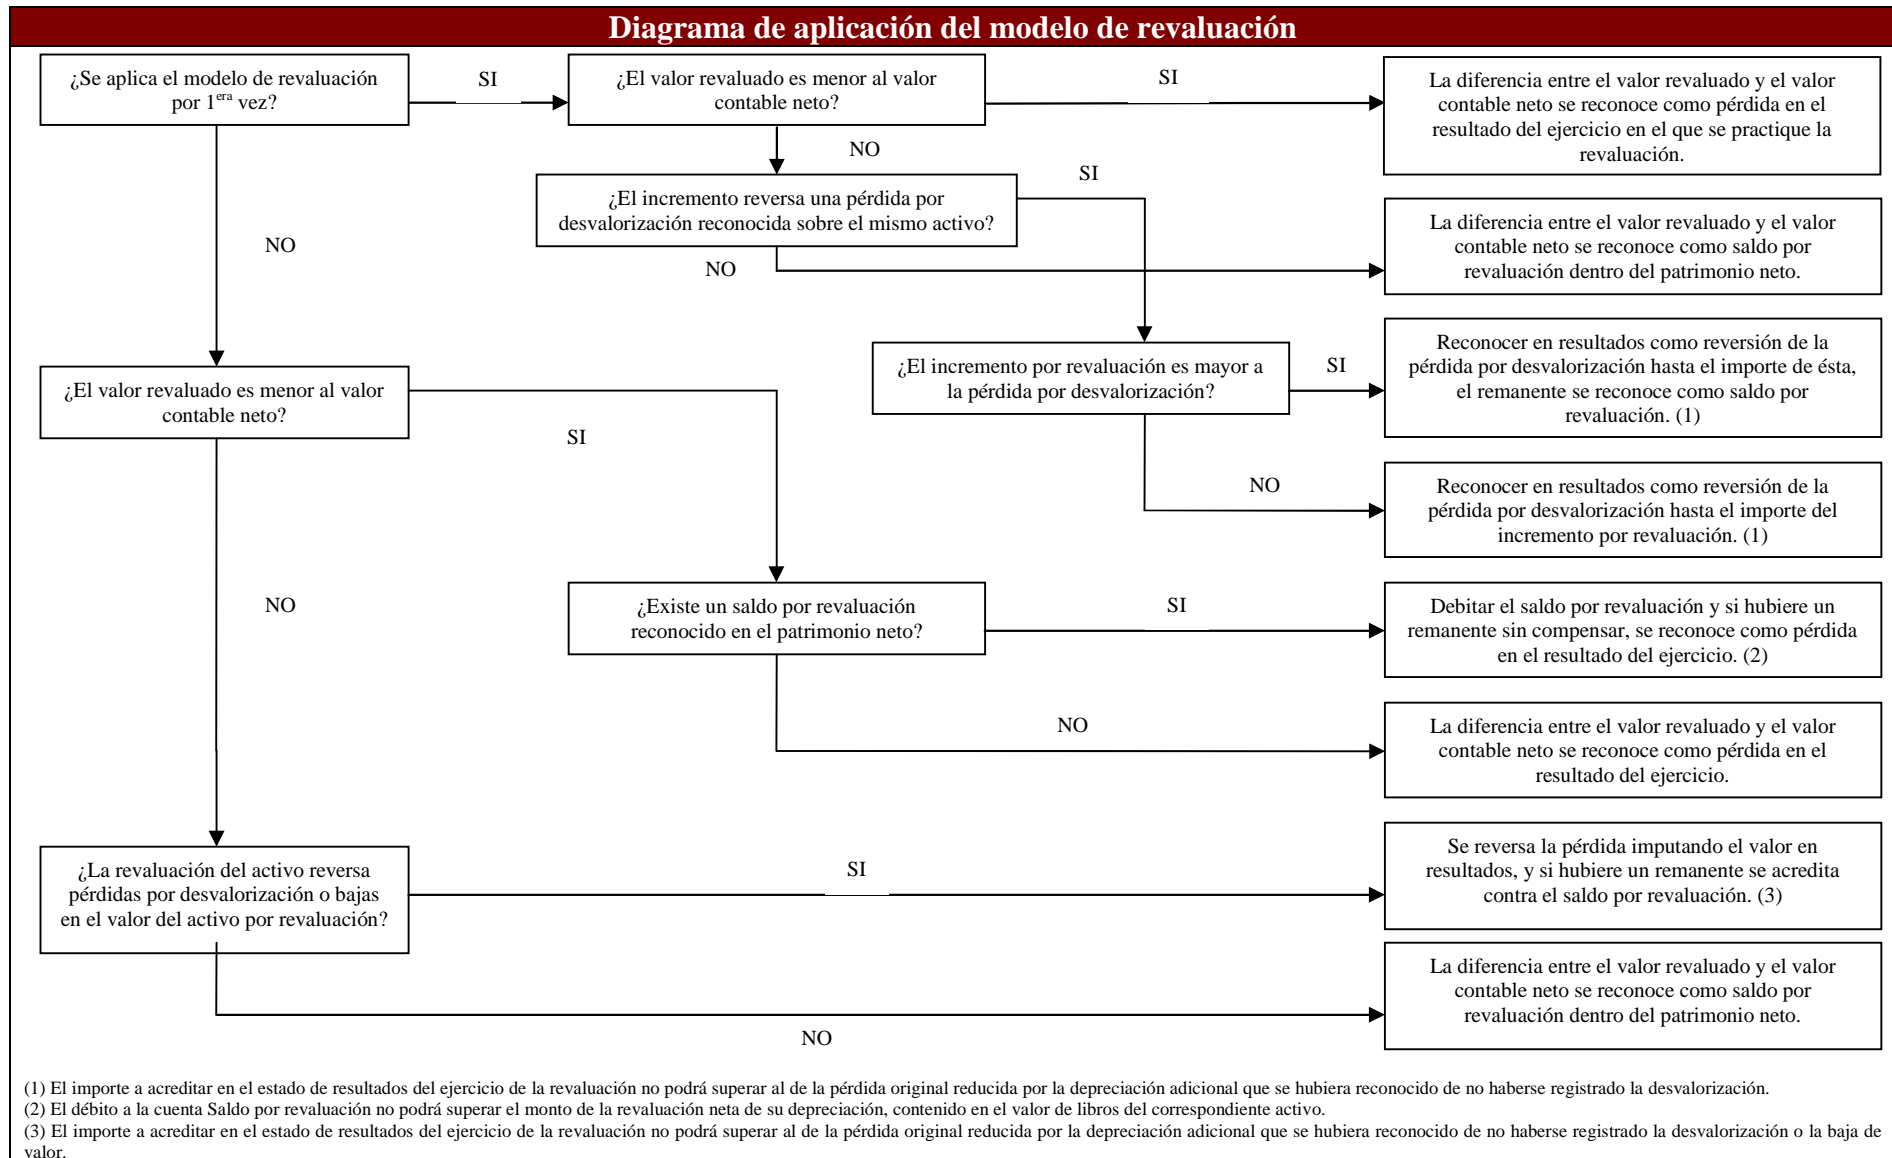 Diagrama de aplicación del modelo de revaluación
¿Se aplica el modelo de revaluación
por 1era vez?
SI
¿El valor revaluado es menor al valor
contable neto?
SI
La diferencia entre el valor revaluado y el valor
contable neto se reconoce como pérdida en el
resultado del ejercicio en el que se practique la
revaluación.
NO
¿El incremento reversa una pérdida por
desvalorización reconocida sobre el mismo activo?
SI
NO
La diferencia entre el valor revaluado y el valor
contable neto se reconoce como saldo por
revaluación dentro del patrimonio neto.
NO
¿El incremento por revaluación es mayor a
la pérdida por desvalorización?
SI
Reconocer en resultados como reversión de la
pérdida por desvalorización hasta el importe de ésta,
el remanente se reconoce como saldo por
revaluación. (1)
¿El valor revaluado es menor al valor
contable neto?
SI
NO
Reconocer en resultados como reversión de la
pérdida por desvalorización hasta el importe del
incremento por revaluación. (1)
NO
¿Existe un saldo por revaluación
reconocido en el patrimonio neto?
SI
Debitar el saldo por revaluación y si hubiere un
remanente sin compensar, se reconoce como pérdida
en el resultado del ejercicio. (2)
NO
La diferencia entre el valor revaluado y el valor
contable neto se reconoce como pérdida en el
resultado del ejercicio.
¿La revaluación del activo reversa
pérdidas por desvalorización o bajas
en el valor del activo por revaluación?
SI
Se reversa la pérdida imputando el valor en
resultados, y si hubiere un remanente se acredita
contra el saldo por revaluación. (3)
NO
La diferencia entre el valor revaluado y el valor
contable neto se reconoce como saldo por
revaluación dentro del patrimonio neto.
(1) El importe a acreditar en el estado de resultados del ejercicio de la revaluación no podrá superar al de la pérdida original reducida por la depreciación adicional que se hubiera reconocido de no haberse registrado la desvalorización.
(2) El débito a la cuenta Saldo por revaluación no podrá superar el monto de la revaluación neta de su depreciación, contenido en el valor de libros del correspondiente activo.
(3) El importe a acreditar en el estado de resultados del ejercicio de la revaluación no podrá superar al de la pérdida original reducida por la depreciación adicional que se hubiera reconocido de no haberse registrado la desvalorización o la baja de
valor.